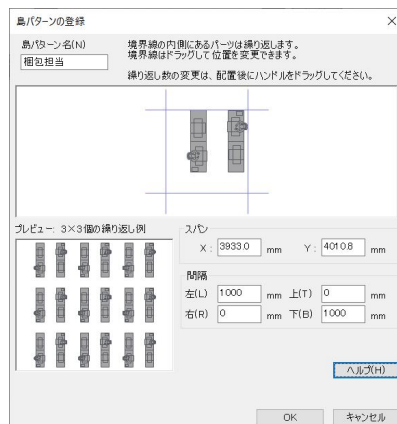 島パターンの登録
島パターン名(N)
梱包担当
境界線の内側にあるパーツは繰り返します。
境界線はドラッグして位置を変更できます。
繰り返し数の変更は、配置後にハンドルをドラッグしてください。
プレビュー: 3×3個の繰り返し例
スパン
X: 3933.0 mm Y: 4010.8 mm
間隔
左(L) 1000 mm 上(T) 0 mm
右(R) 0 mm 下(B) 1000 mm
ヘルプ(H)
OK キャンセル